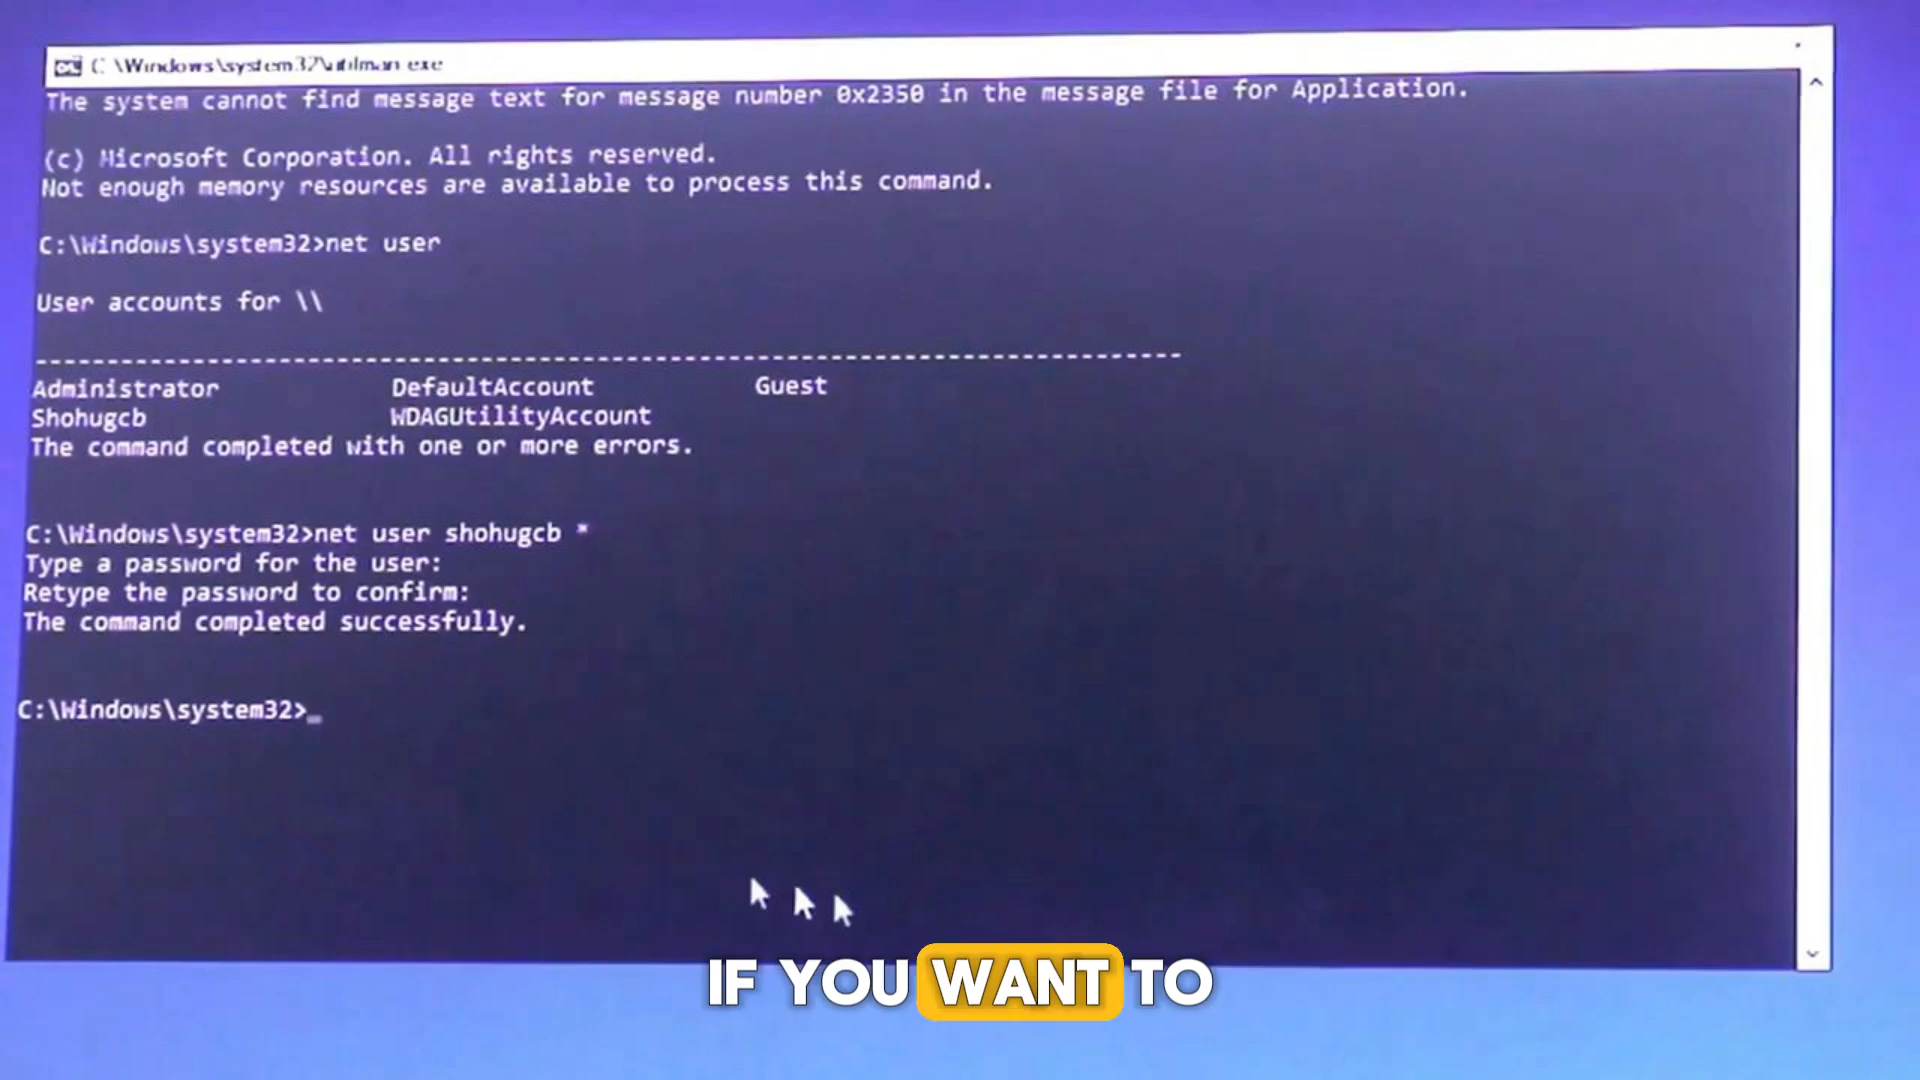 C:\Windows\system32\utilman.exe
The system cannot find message text for message number 0x2350 in the message file for Application.
(c) Microsoft Corporation. All rights reserved.
Not enough memory resources are available to process this command.
C:\Windows\system32>net user
User accounts for \\
-------------------------------------------------------------------------------
Administrator DefaultAccount Guest
Shohugcb WDAGUtilityAccount
The command completed with one or more errors.
C:\Windows\system32>net user shohugcb *
Type a password for the user:
Retype the password to confirm:
The command completed successfully.
C:\Windows\system32>_
IF YOU WANT TO